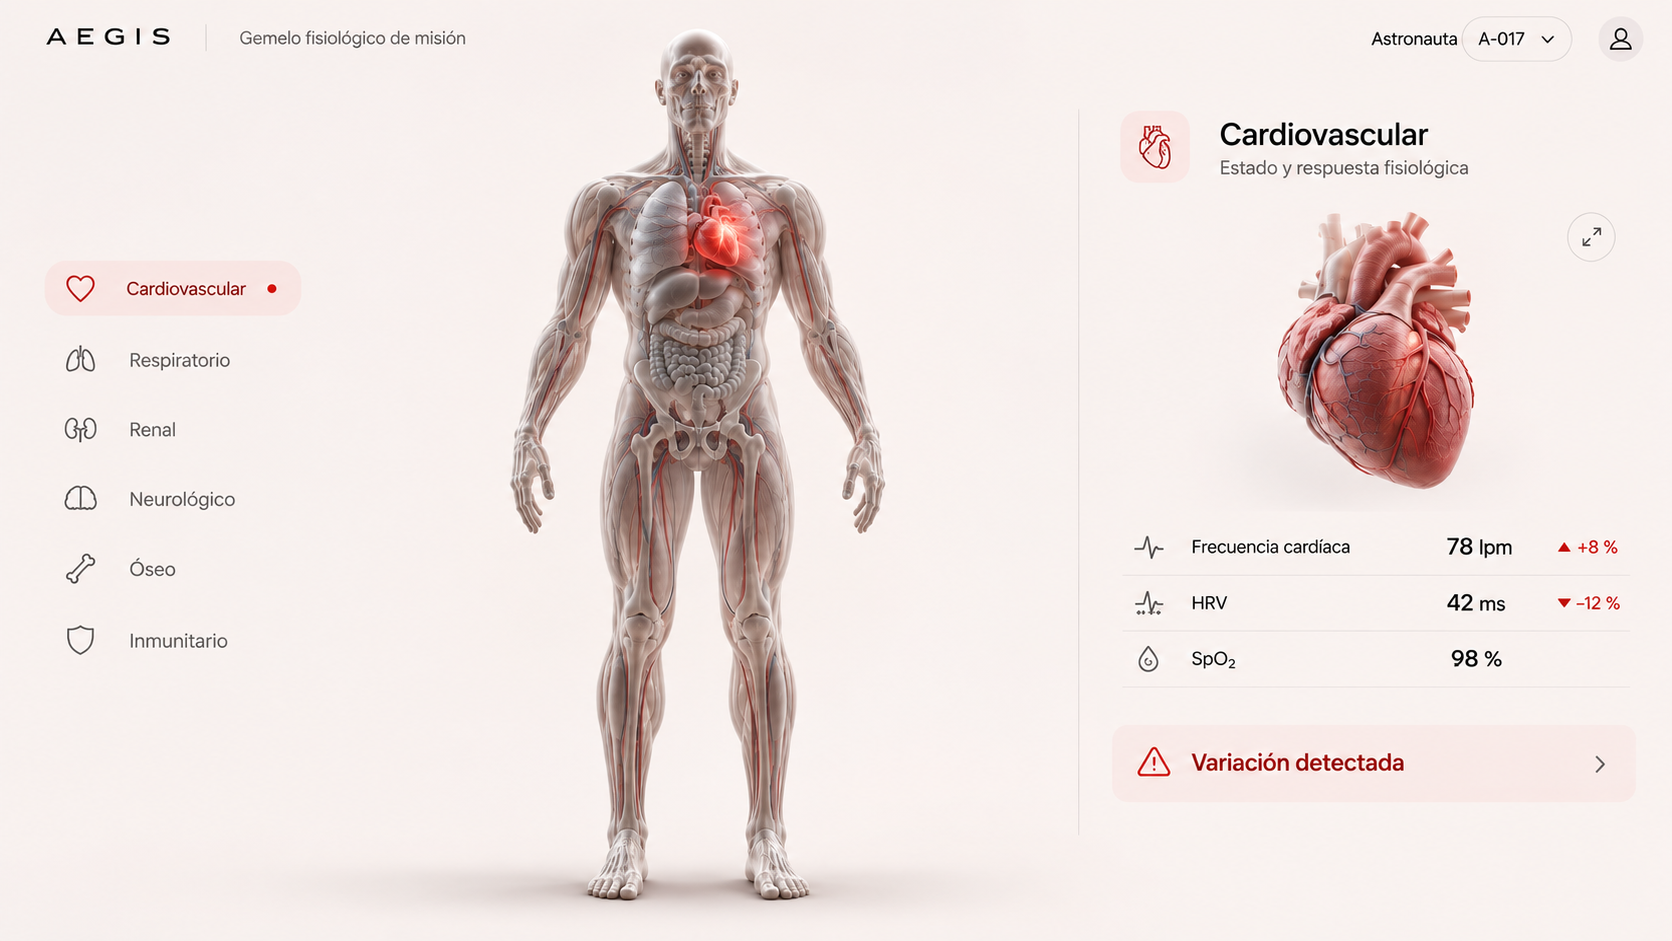 AEGIS
Gemelo fisiológico de misión
Astronauta
A-017
Cardiovascular
Respiratorio
Renal
Neurológico
Óseo
Inmunitario
Cardiovascular
Estado y respuesta fisiológica
Frecuencia cardíaca 78 lpm ▲ +8 %
HRV 42 ms ▼ −12 %
SpO₂ 98 %
Variación detectada